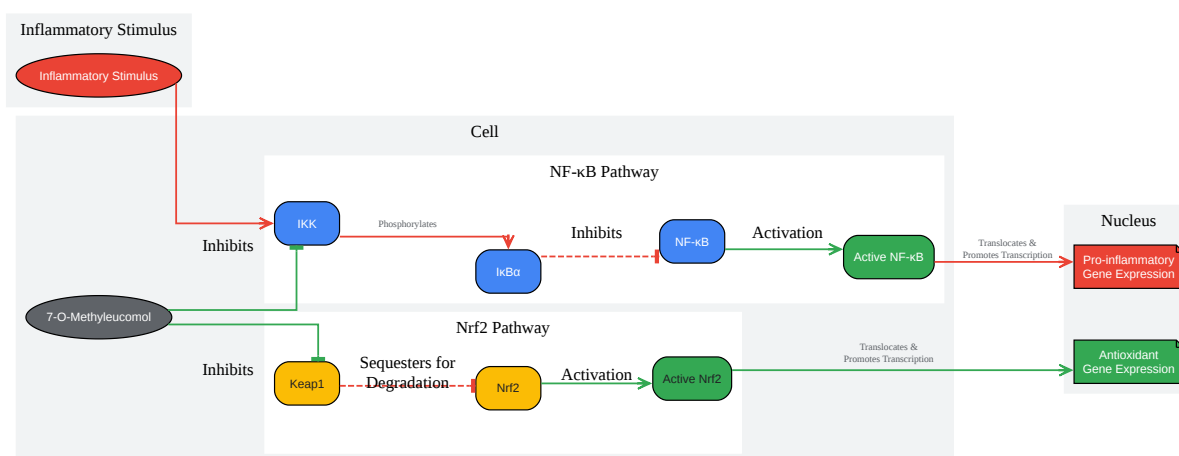 Inflammatory Stimulus
Inflammatory Stimulus
Cell
NF-κB Pathway
IKK
Phosphorylates
Inhibits
IκBα
Inhibits
NF-κB
Activation
Active NF-κB
Translocates &
Promotes Transcription
Nucleus
Pro-inflammatory
Gene Expression
7-O-Methyleucomol
Nrf2 Pathway
Inhibits
Keap1
Sequesters for
Degradation
Nrf2
Activation
Active Nrf2
Translocates &
Promotes Transcription
Antioxidant
Gene Expression